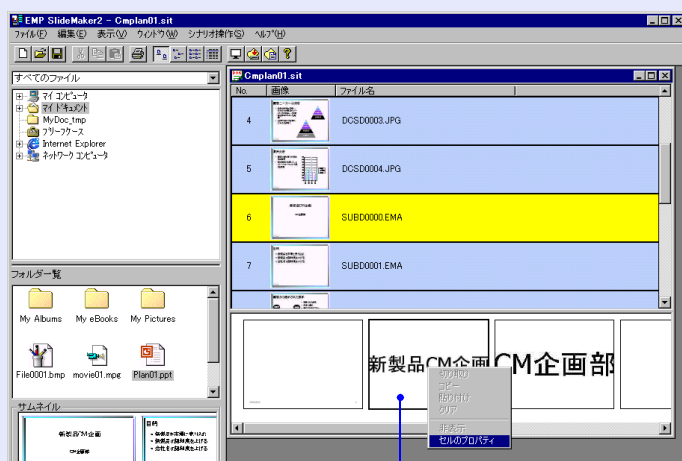 EMP SlideMaker2 - Cmplan01.sit
ファイル(F) 編集(E) 表示(V) ウィンドウ(W) シナリオ操作(S) ヘルプ(H)
すべてのファイル
マイ コンピュータ
マイ ドキュメント
MyDoc_tmp
ブリーフケース
Internet Explorer
ネットワーク コンピュータ
フォルダ一覧
My Albums My eBooks My Pictures
File0001.bmp movie01.mpg Plan01.ppt
サムネイル
新製品CM企画
CM企画部
目的
Cmplan01.sit
No. 画像 ファイル名
4 DCSD0003.JPG
5 DCSD0004.JPG
6 SUBD0000.EMA
7 SUBD0001.EMA
新製品CM企画
CM企画部
切り取り
コピー
貼り付け
クリア
非表示
セルのプロパティ